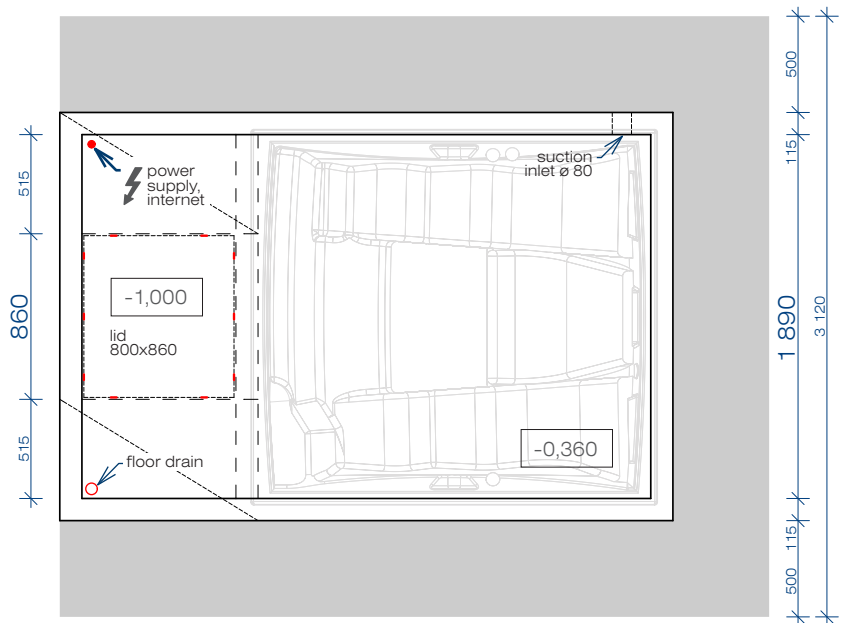 500
115
515
power
supply,
internet
suction
inlet ø 80
-1,000
lid
800x860
860
1 890
3 120
floor drain
-0,360
515
115
500